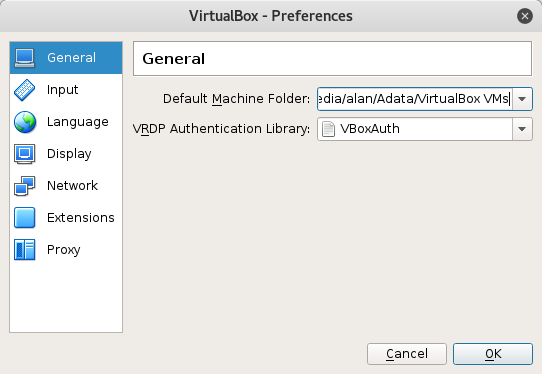 VirtualBox - Preferences
General
Input
Language
Display
Network
Extensions
Proxy
General
Default Machine Folder: edia/alan/Adata/VirtualBox VMs
VRDP Authentication Library: VBoxAuth
Cancel
OK